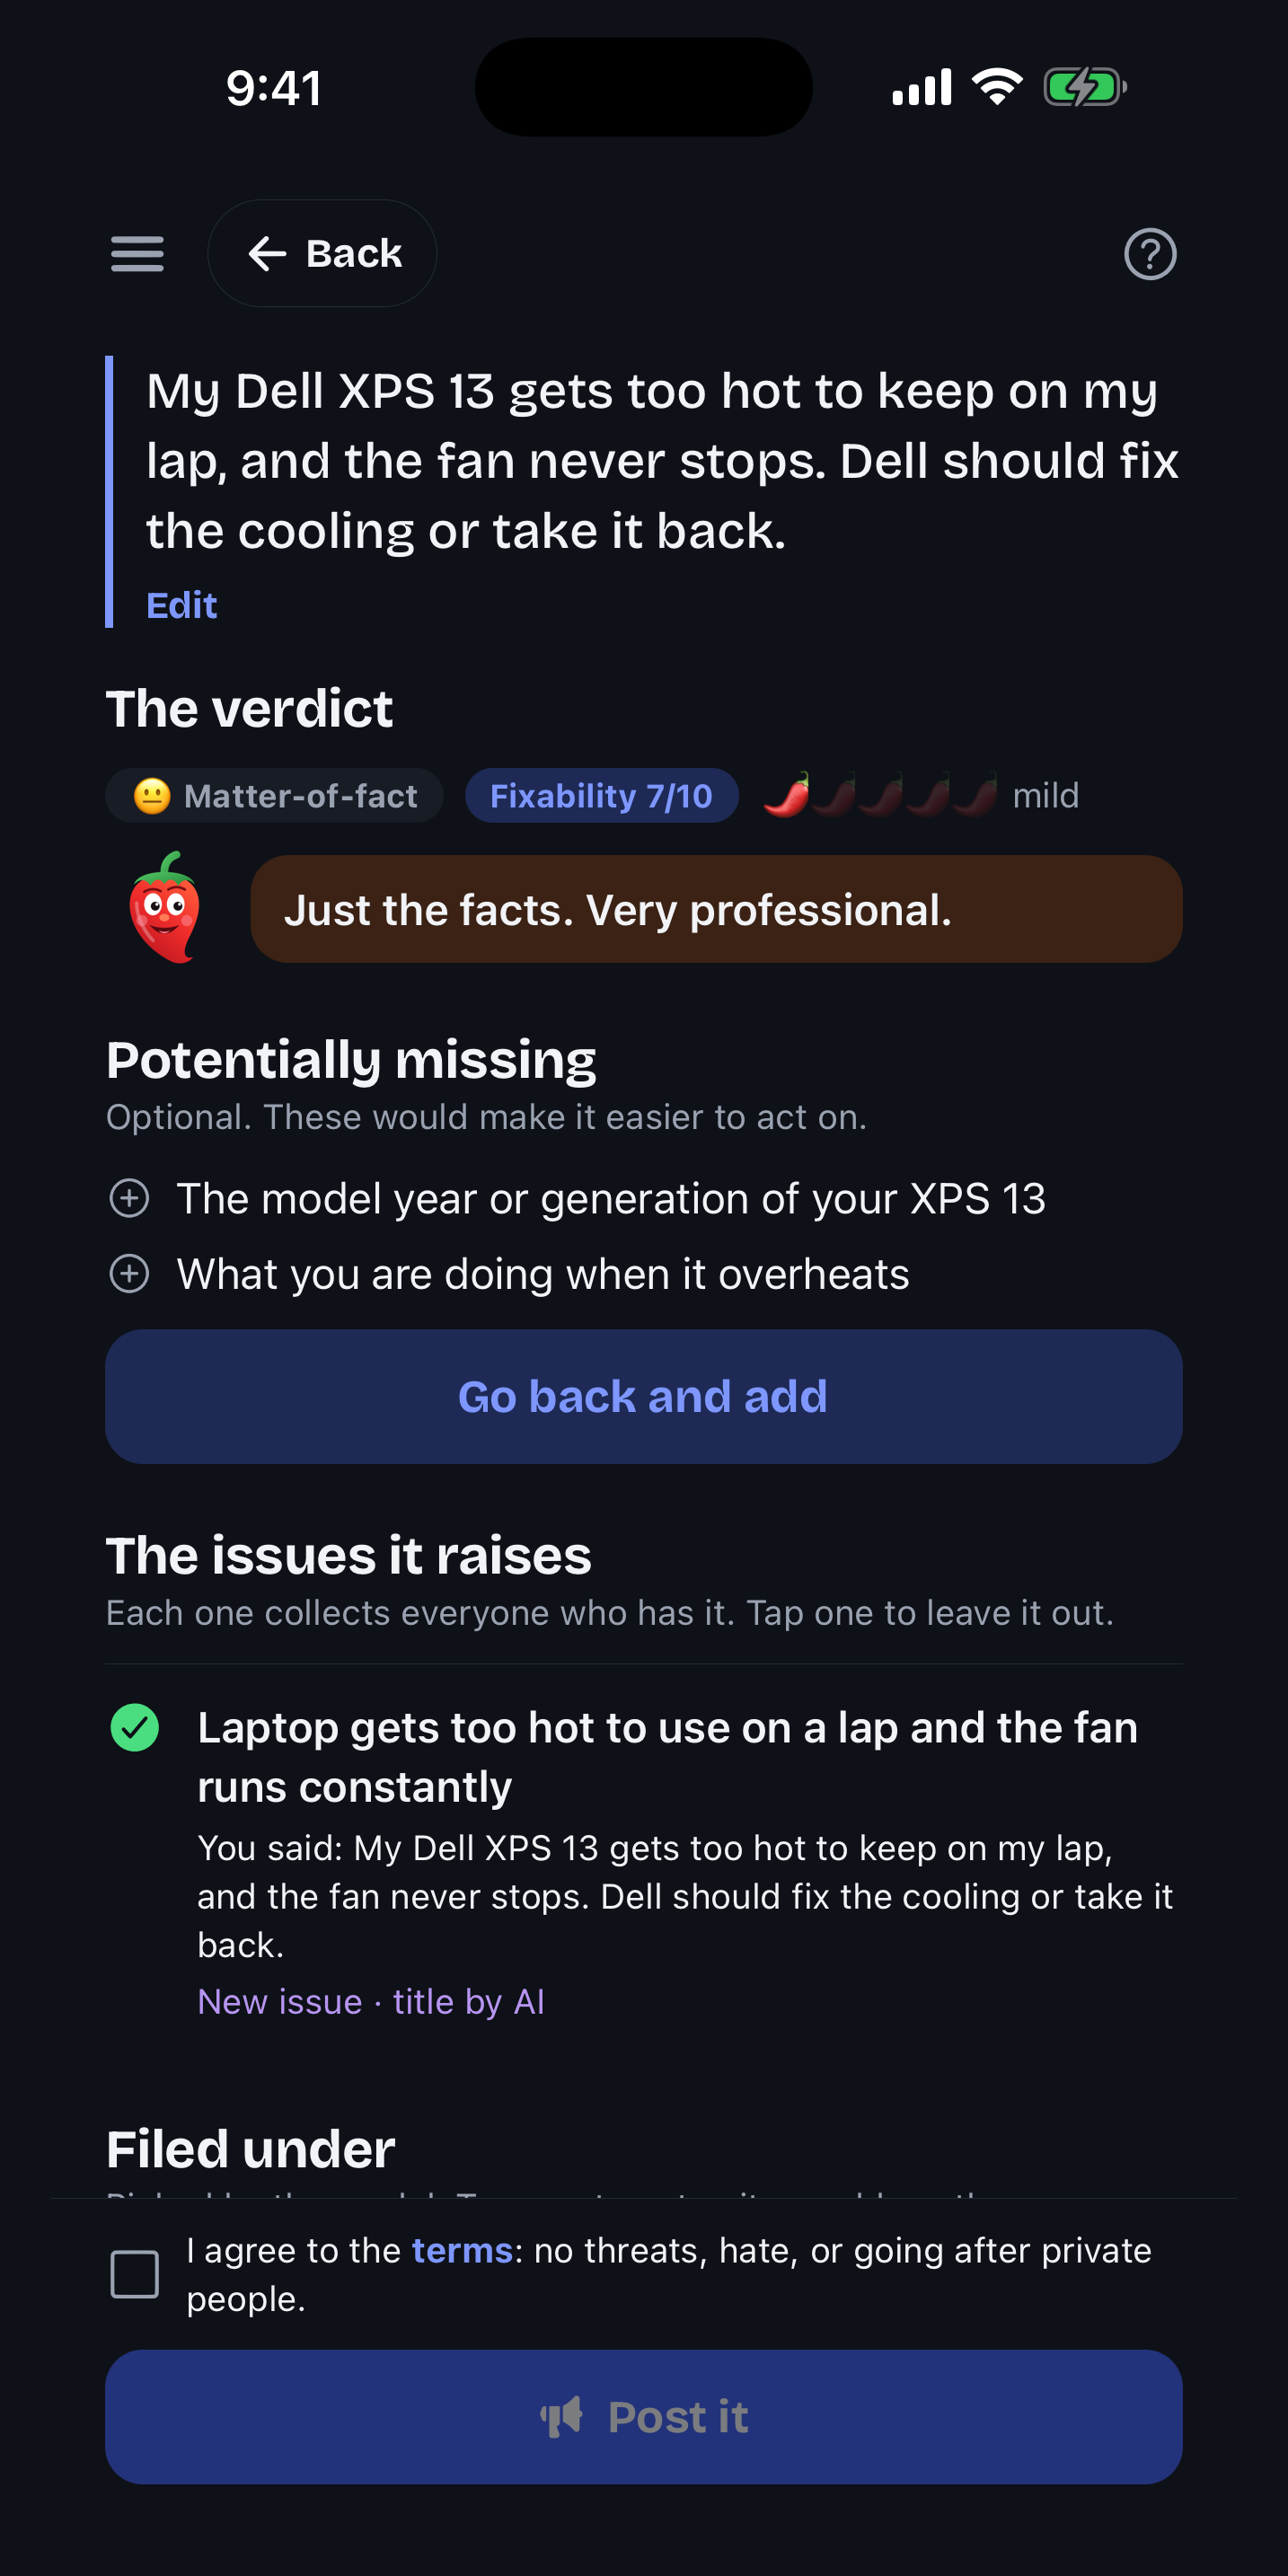 9:41
Back
My Dell XPS 13 gets too hot to keep on my
lap, and the fan never stops. Dell should fix
the cooling or take it back.
Edit
The verdict
Matter-of-fact
Fixability 7/10
mild
Just the facts. Very professional.
Potentially missing
Optional. These would make it easier to act on.
The model year or generation of your XPS 13
What you are doing when it overheats
Go back and add
The issues it raises
Each one collects everyone who has it. Tap one to leave it out.
Laptop gets too hot to use on a lap and the fan
runs constantly
You said: My Dell XPS 13 gets too hot to keep on my lap,
and the fan never stops. Dell should fix the cooling or take it
back.
New issue · title by AI
Filed under
I agree to the terms: no threats, hate, or going after private
people.
Post it